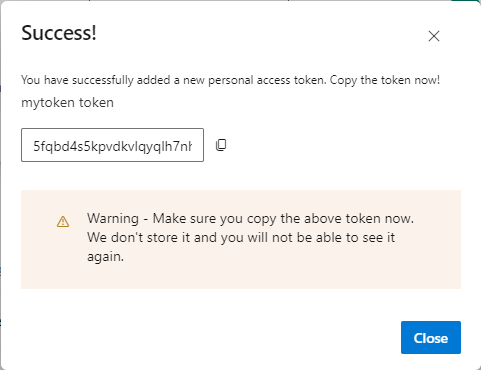 Success!
You have successfully added a new personal access token. Copy the token now!
mytoken token
5fqbd4s5kpvdkvlqyqlh7nh
Warning - Make sure you copy the above token now.
We don't store it and you will not be able to see it
again.
Close